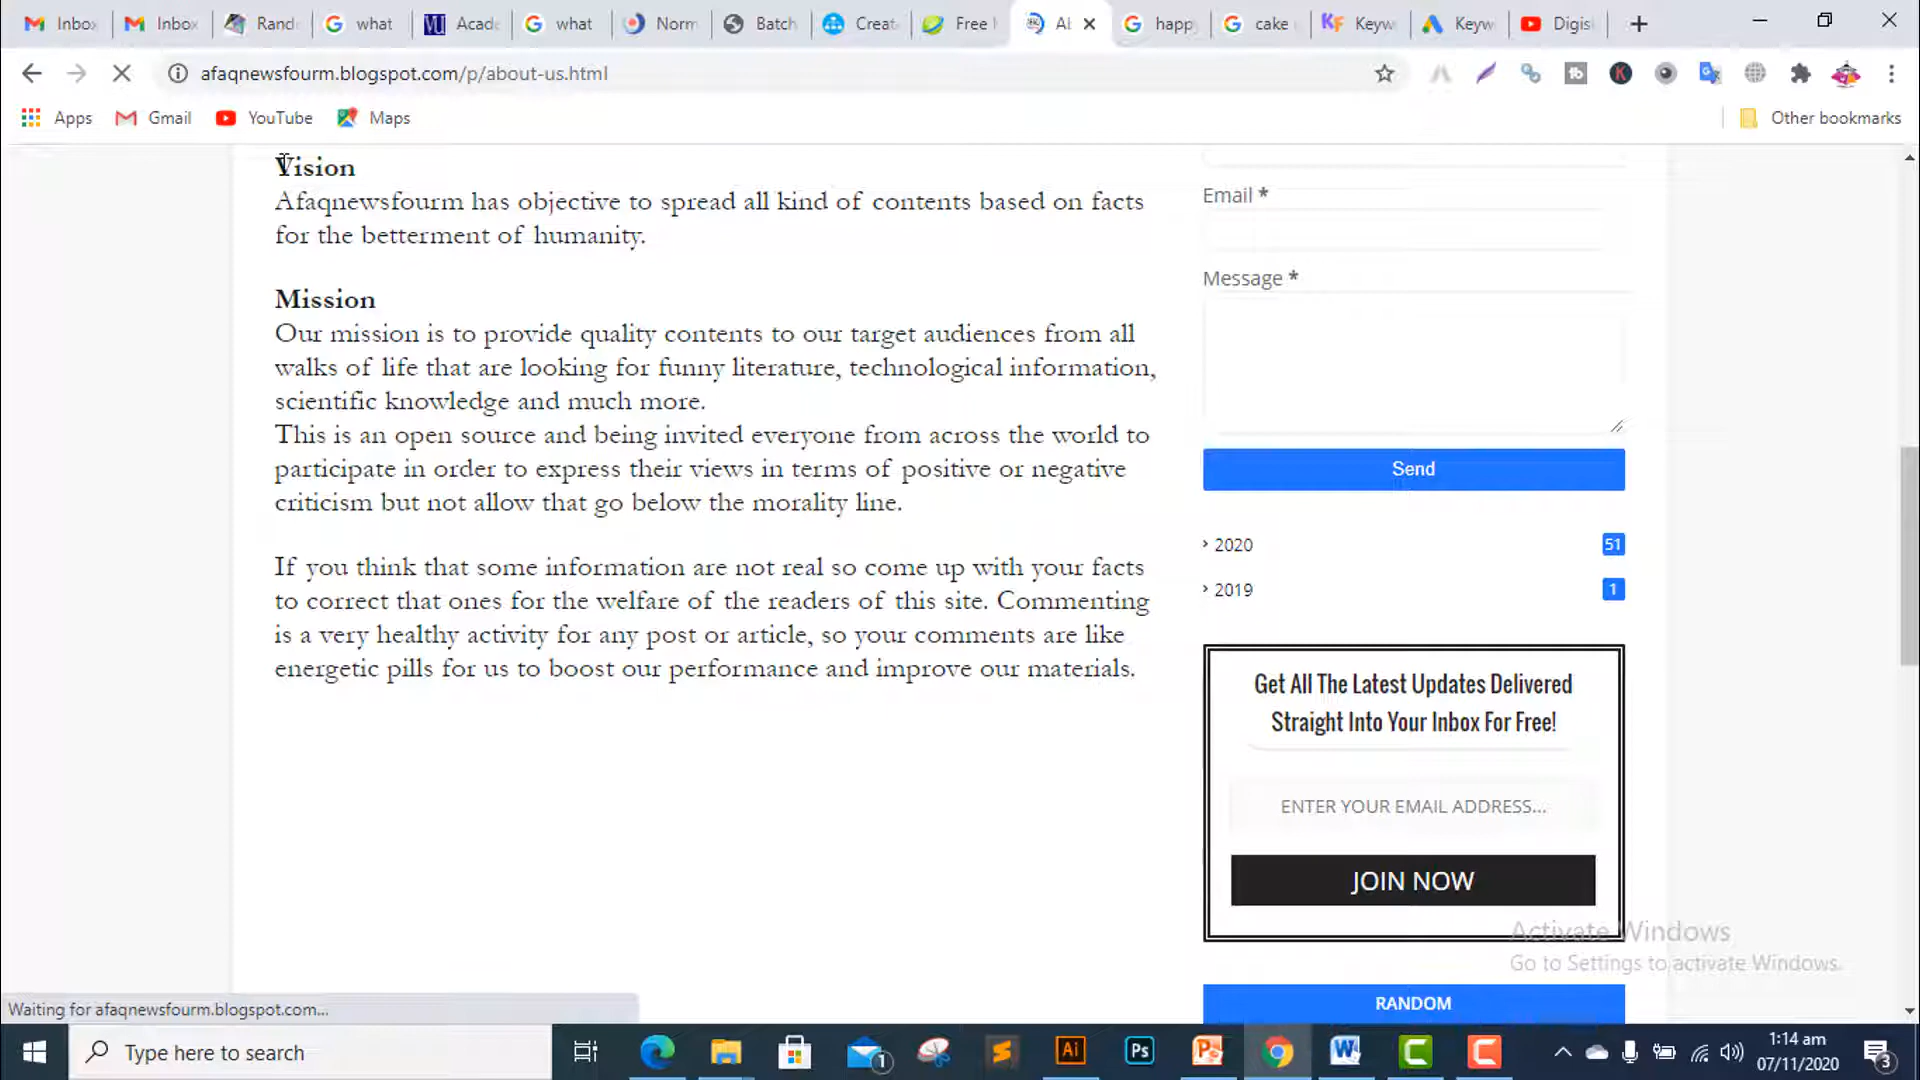 Inbox
Inbox
Rand
what
Acade
what
Norm
Batch
Create
Free
Ab
happy
cake
Keyw
Keyw
Digis
afaqnewsfourm.blogspot.com/p/about-us.html
Apps
Gmail
YouTube
Maps
Other bookmarks
Vision
Afaqnewsfourm has objective to spread all kind of contents based on facts
for the betterment of humanity.
Mission
Our mission is to provide quality contents to our target audiences from all
walks of life that are looking for funny literature, technological information,
scientific knowledge and much more.
This is an open source and being invited everyone from across the world to
participate in order to express their views in terms of positive or negative
criticism but not allow that go below the morality line.
If you think that some information are not real so come up with your facts
to correct that ones for the welfare of the readers of this site. Commenting
is a very healthy activity for any post or article, so your comments are like
energetic pills for us to boost our performance and improve our materials.
Email *
Message *
Send
2020
51
2019
1
Get All The Latest Updates Delivered
Straight Into Your Inbox For Free!
ENTER YOUR EMAIL ADDRESS...
JOIN NOW
RANDOM
Activate Windows
Go to Settings to activate Windows.
Waiting for afaqnewsfourm.blogspot.com...
Type here to search
1
Ai
Ps
1:14 am
07/11/2020
3